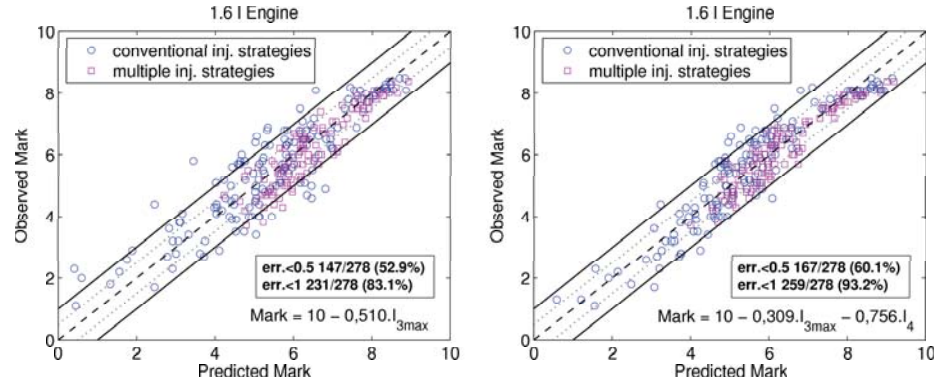 1.6 l Engine
10
8
6
4
2
0
0 2 4 6 8 10
Observed Mark
Predicted Mark
conventional inj. strategies
multiple inj. strategies
err.<0.5 147/278 (52.9%)
err.<1 231/278 (83.1%)
Mark = 10 − 0,510.I3max
1.6 l Engine
10
8
6
4
2
0
0 2 4 6 8 10
Observed Mark
Predicted Mark
conventional inj. strategies
multiple inj. strategies
err.<0.5 167/278 (60.1%)
err.<1 259/278 (93.2%)
Mark = 10 − 0,309.I3max − 0,756.I4